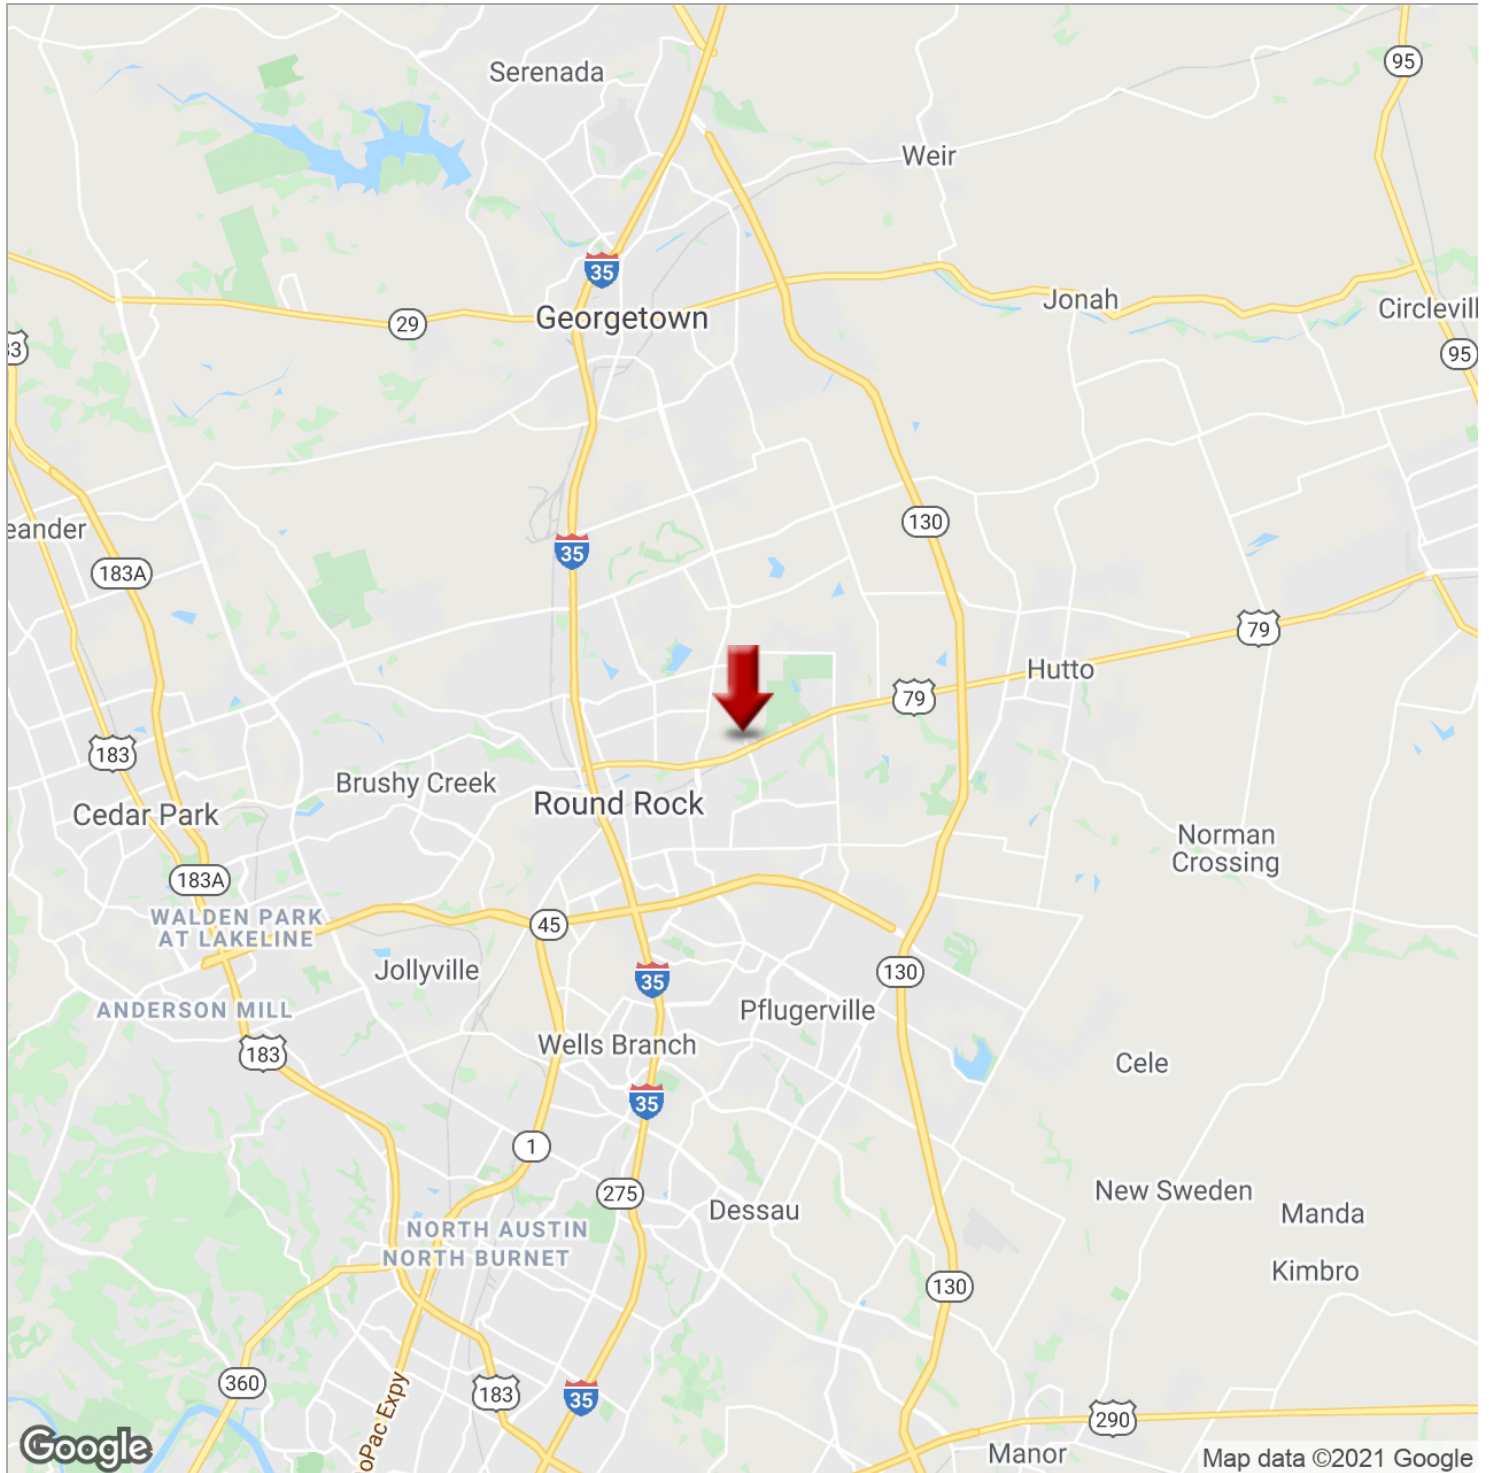 Serenada
95
Weir
35
Georgetown
29
Jonah
Circlevill
95
33
eander
183A
35
130
79
Hutto
79
183
Brushy Creek
Cedar Park
Round Rock
Norman
Crossing
183A
WALDEN PARK
AT LAKELINE
45
Jollyville
35
130
ANDERSON MILL
Pflugerville
183
Wells Branch
Cele
35
1
275
New Sweden
Dessau
Manda
NORTH AUSTIN
NORTH BURNET
Kimbro
130
360
183
35
oPac Expy
290
Manor
Google
Map data ©2021 Google